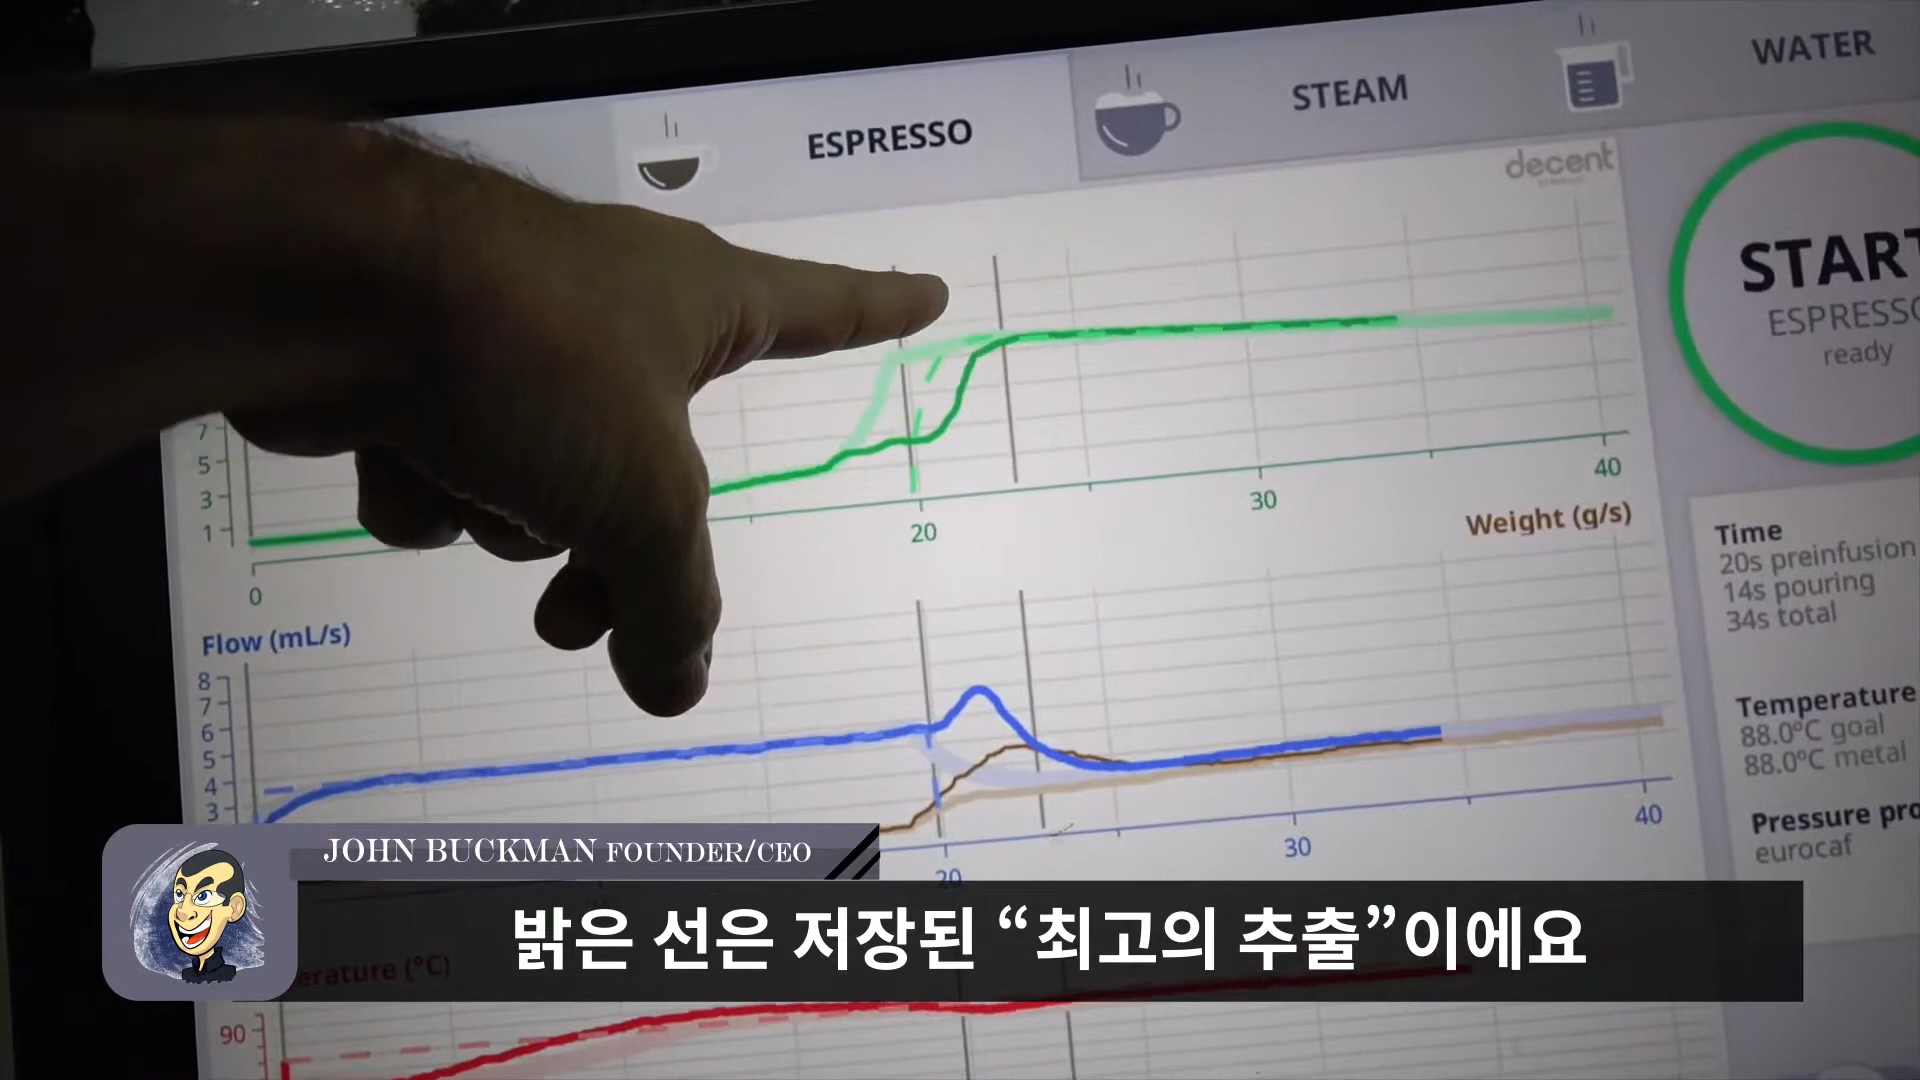 ESPRESSO
STEAM
WATER
decent
START
ESPRESSO
ready
7
5
3
1
0
20
30
40
Weight (g/s)
Flow (mL/s)
8
7
6
5
4
3
20
30
40
Time
20s preinfusion
14s pouring
34s total
Temperature
88.0°C goal
88.0°C metal
Pressure pro
eurocaf
JOHN BUCKMAN FOUNDER/CEO
밝은 선은 저장된 “최고의 추출”이에요
erature (°C)
90